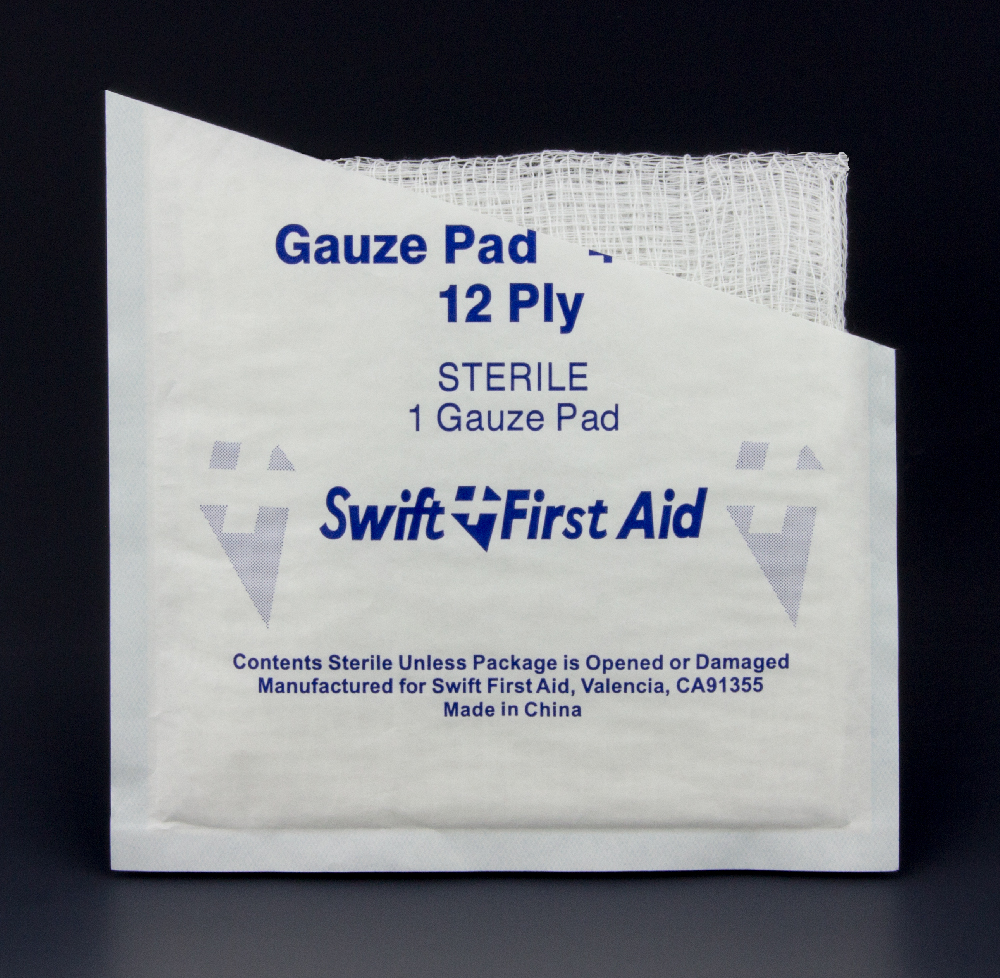 Gauze Pad
12 Ply
STERILE
1 Gauze Pad
Swift First Aid
Contents Sterile Unless Package is Opened or Damaged
Manufactured for Swift First Aid, Valencia, CA91355
Made in China